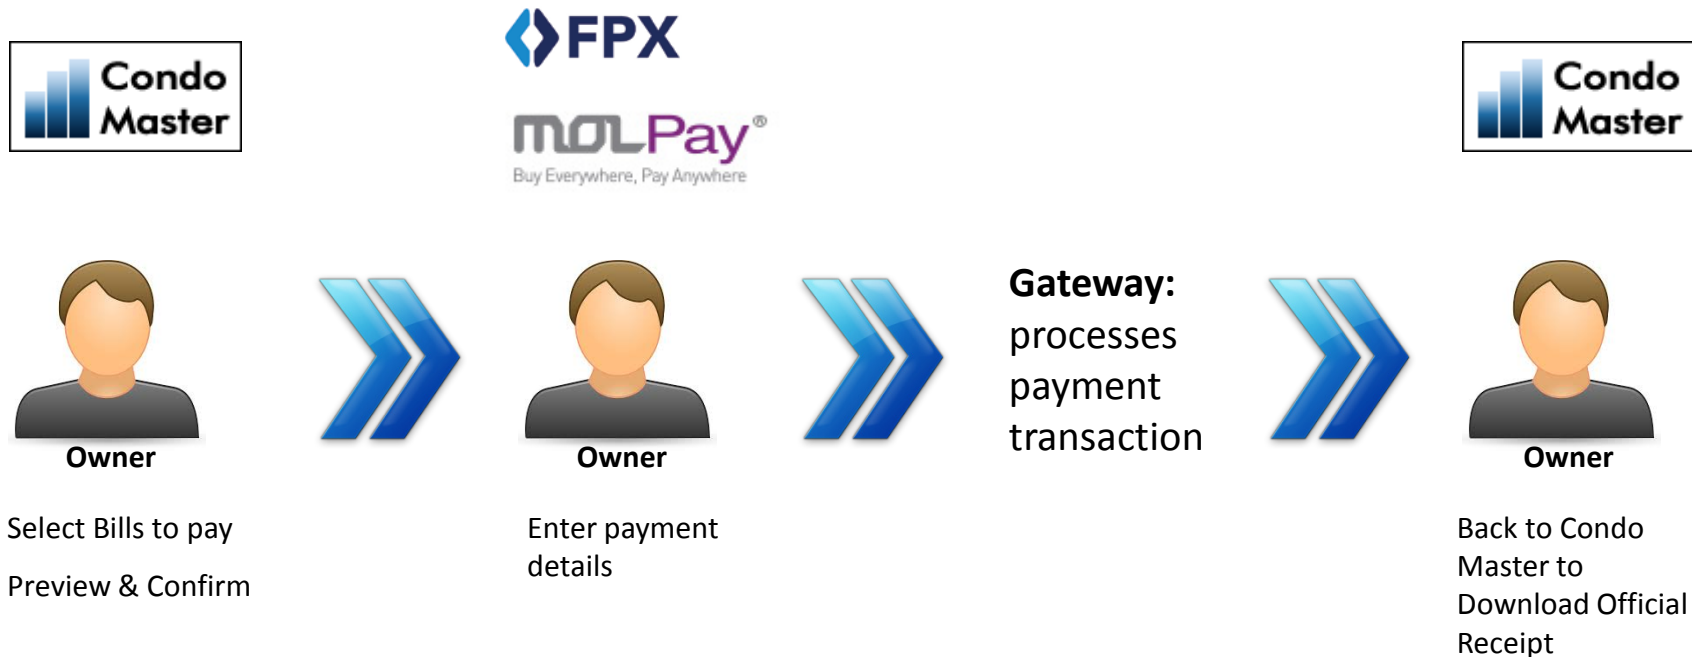 Condo
Master
FPX
MOLPay®
Buy Everywhere, Pay Anywhere
Condo
Master
Owner
Select Bills to pay
Preview & Confirm
Owner
Enter payment
details
Gateway:
processes
payment
transaction
Owner
Back to Condo
Master to
Download Official
Receipt